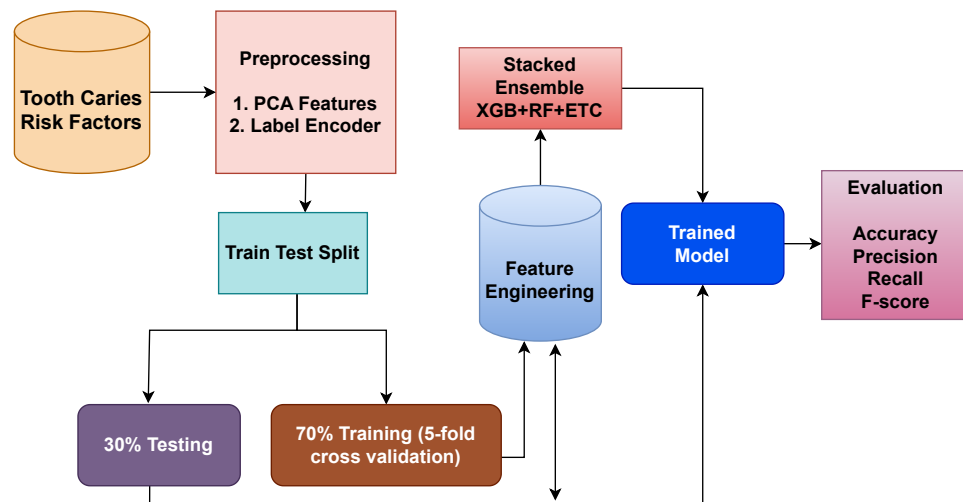 Tooth Caries
Risk Factors
Preprocessing
1. PCA Features
2. Label Encoder
Train Test Split
30% Testing
70% Training (5-fold
cross validation)
Feature
Engineering
Stacked
Ensemble
XGB+RF+ETC
Trained
Model
Evaluation
Accuracy
Precision
Recall
F-score